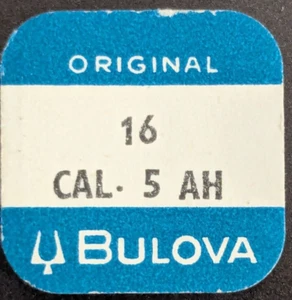 ORIGINAL
16
CAL. 5 AH
BULOVA